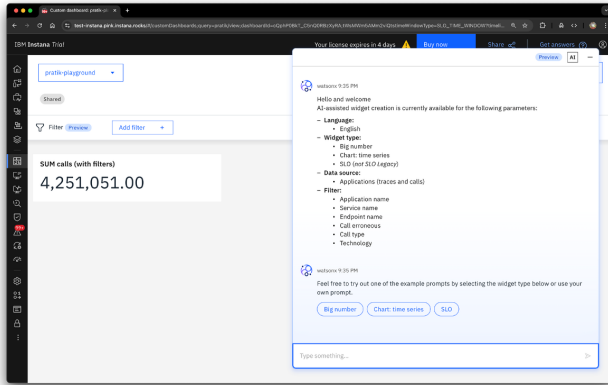 Custom dashboards: pratik-pl
IBM Instana Trial
Your license expires in 4 days
Buy now
Share
Get answers
pratik-playground
Shared
Filter Preview
Add filter +
SUM calls (with filters)
4,251,051.00
99+
Preview AI
watsonx 9:35 PM
Hello and welcome
AI-assisted widget creation is currently available for the following parameters:
– Language:
• English
– Widget type:
• Big number
• Chart: time series
• SLO (not SLO Legacy)
– Data source:
• Applications (traces and calls)
– Filter:
• Application name
• Service name
• Endpoint name
• Call erroneous
• Call type
• Technology
watsonx 9:35 PM
Feel free to try out one of the example prompts by selecting the widget type below or use your
own prompt.
Big number
Chart: time series
SLO
Type something...